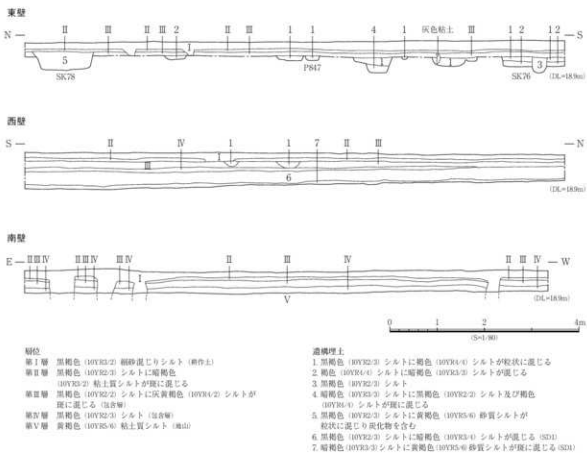 東壁
N
II III II III 2 I II III 1 1 4 1 灰色粘土 III 1 2 1 2
S
5
3
SK78
P847
SK76
(DL=18.9m)
西壁
S
II IV I 1 1 7 II III
N
III
6
(DL=18.9m)
南壁
E
II III IV II III IV III IV I II III IV II III IV
W
V
(DL=18.9m)
0 1 2 4m
(S=1/80)
層位
第Ⅰ層 黒褐色 (10YR3/2) 細砂混じりシルト (耕作土)
第Ⅱ層 黒褐色 (10YR2/3) シルトに暗褐色
(10YR3/2) 粘土質シルトが斑に混じる
第Ⅲ層 黒褐色 (10YR2/2) シルトに灰黄褐色 (10YR4/2) シルトが
斑に混じる (包含層)
第Ⅳ層 黒褐色 (10YR2/3) シルト (包含層)
第Ⅴ層 黄褐色 (10YR5/6) 粘土質シルト (地山)
遺構埋土
1. 黒褐色 (10YR2/3) シルトに褐色 (10YR4/4) シルトが粒状に混じる
2. 褐色 (10YR4/4) シルトに暗褐色 (10YR3/3) シルトが混じる
3. 黒褐色 (10YR2/3) シルト
4. 暗褐色 (10YR3/3) シルトに黒褐色 (10YR2/2) シルト及び褐色
(10YR4/4) シルトが斑に混じる
5. 黒褐色 (10YR2/3) シルトに黄褐色 (10YR5/6) 砂質シルトが
粒状に混じり炭化物を含む
6. 黒褐色 (10YR2/3) シルトに暗褐色 (10YR3/4) シルトが混じる (SD1)
7. 暗褐色 (10YR3/3) シルトに黄褐色 (10YR5/6) 砂質シルトが斑に混じる (SD1)